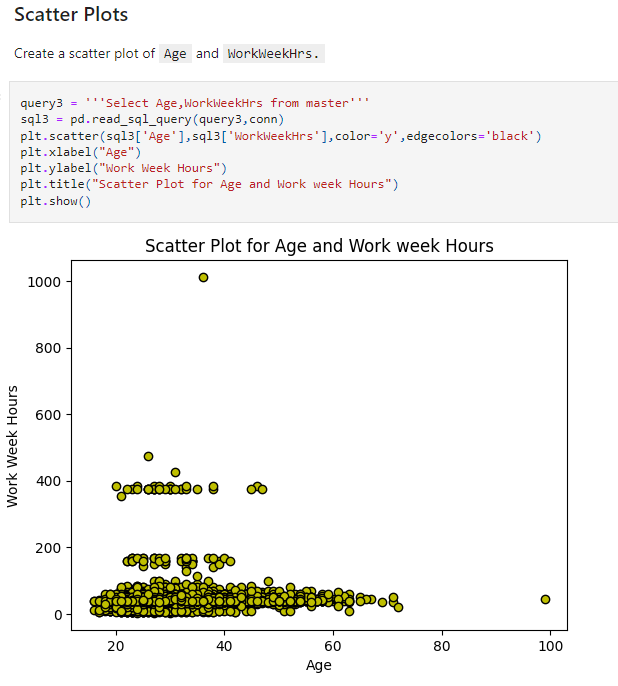 Scatter Plots
Create a scatter plot of Age and WorkWeekHrs.
query3 = '''Select Age,WorkWeekHrs from master'''
sql3 = pd.read_sql_query(query3,conn)
plt.scatter(sql3['Age'],sql3['WorkWeekHrs'],color='y',edgecolors='black')
plt.xlabel("Age")
plt.ylabel("Work Week Hours")
plt.title("Scatter Plot for Age and Work week Hours")
plt.show()
Scatter Plot for Age and Work week Hours
Work Week Hours
1000
800
600
400
200
0
20 40 60 80 100
Age